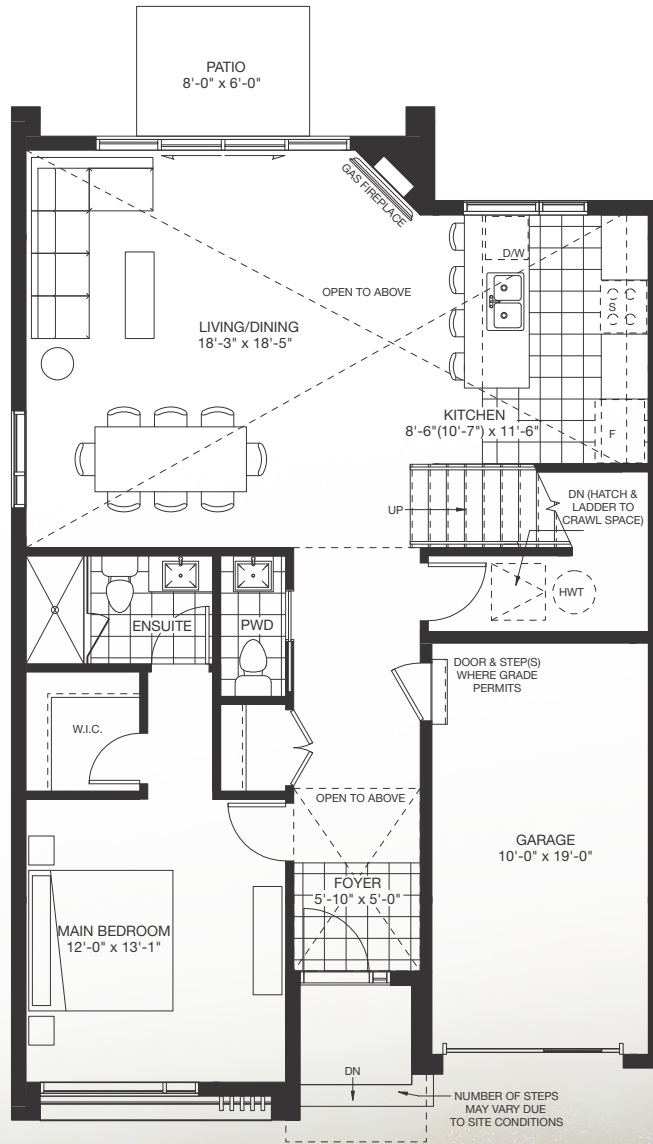 PATIO
8'-0" x 6'-0"
GAS FIREPLACE
D/W
OPEN TO ABOVE
S
LIVING/DINING
18'-3" x 18'-5"
KITCHEN
8'-6"(10'-7") x 11'-6"
F
UP
DN (HATCH &
LADDER TO
CRAWL SPACE)
HWT
ENSUITE
PWD
DOOR & STEP(S)
WHERE GRADE
PERMITS
W.I.C.
OPEN TO ABOVE
GARAGE
10'-0" x 19'-0"
FOYER
5'-10" x 5'-0"
MAIN BEDROOM
12'-0" x 13'-1"
DN
NUMBER OF STEPS
MAY VARY DUE
TO SITE CONDITIONS